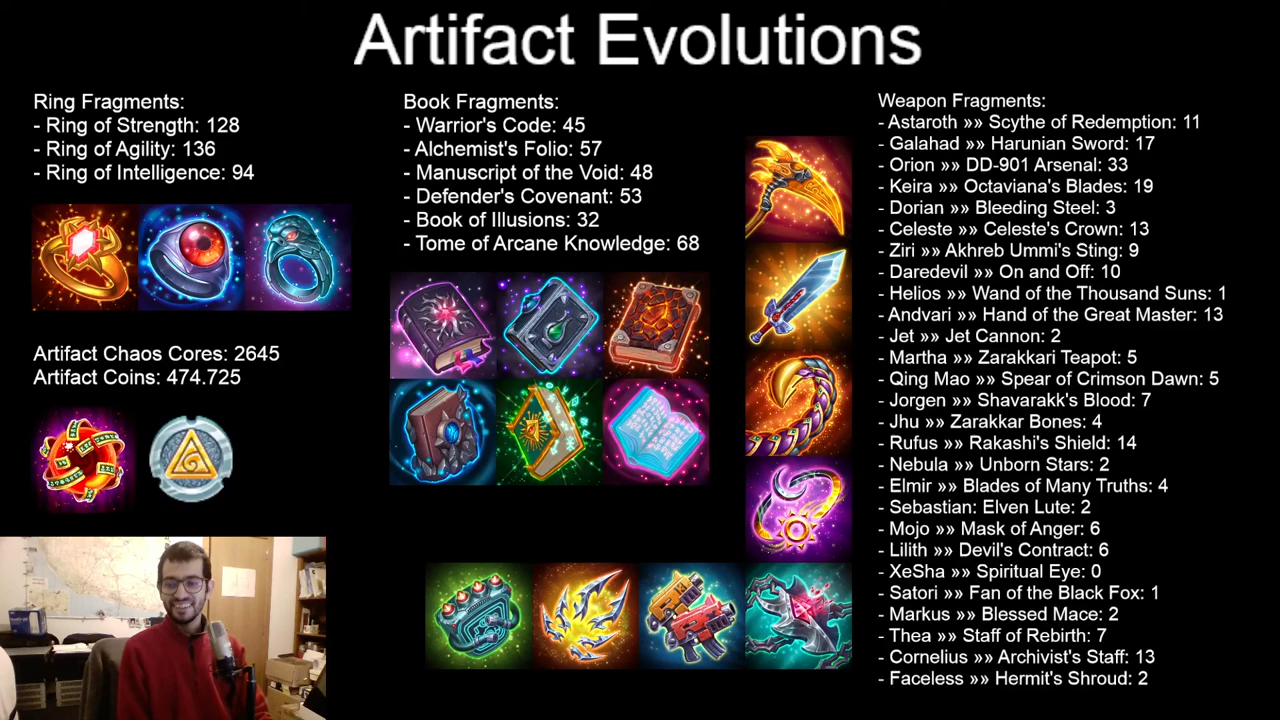 Artifact Evolutions
Ring Fragments:
- Ring of Strength: 128
- Ring of Agility: 136
- Ring of Intelligence: 94
Artifact Chaos Cores: 2645
Artifact Coins: 474.725
Book Fragments:
- Warrior's Code: 45
- Alchemist's Folio: 57
- Manuscript of the Void: 48
- Defender's Covenant: 53
- Book of Illusions: 32
- Tome of Arcane Knowledge: 68
Weapon Fragments:
- Astaroth »» Scythe of Redemption: 11
- Galahad »» Harunian Sword: 17
- Orion »» DD-901 Arsenal: 33
- Keira »» Octaviana's Blades: 19
- Dorian »» Bleeding Steel: 3
- Celeste »» Celeste's Crown: 13
- Ziri »» Akhreb Ummi's Sting: 9
- Daredevil »» On and Off: 10
- Helios »» Wand of the Thousand Suns: 1
- Andvari »» Hand of the Great Master: 13
- Jet »» Jet Cannon: 2
- Martha »» Zarakkari Teapot: 5
- Qing Mao »» Spear of Crimson Dawn: 5
- Jorgen »» Shavarakk's Blood: 7
- Jhu »» Zarakkar Bones: 4
- Rufus »» Rakashi's Shield: 14
- Nebula »» Unborn Stars: 2
- Elmir »» Blades of Many Truths: 4
- Sebastian: Elven Lute: 2
- Mojo »» Mask of Anger: 6
- Lilith »» Devil's Contract: 6
- XeSha »» Spiritual Eye: 0
- Satori »» Fan of the Black Fox: 1
- Markus »» Blessed Mace: 2
- Thea »» Staff of Rebirth: 7
- Cornelius »» Archivist's Staff: 13
- Faceless »» Hermit's Shroud: 2